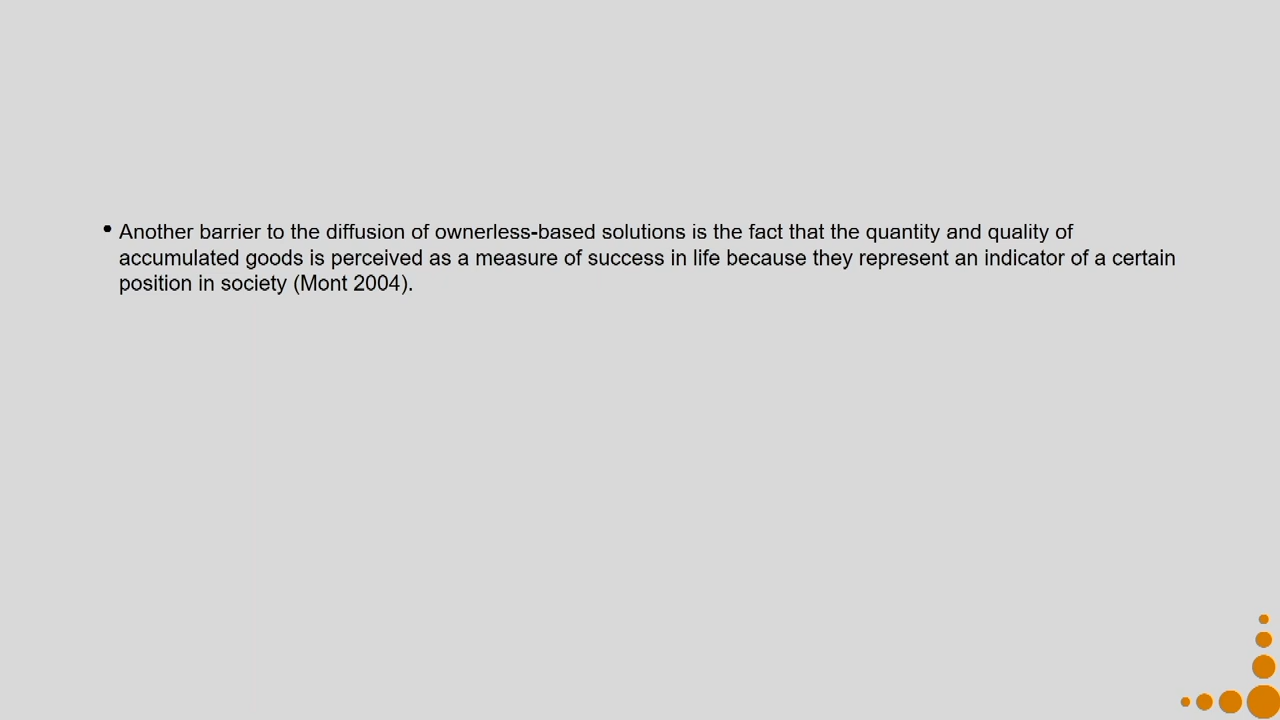 • Another barrier to the diffusion of ownerless-based solutions is the fact that the quantity and quality of
accumulated goods is perceived as a measure of success in life because they represent an indicator of a certain
position in society (Mont 2004).